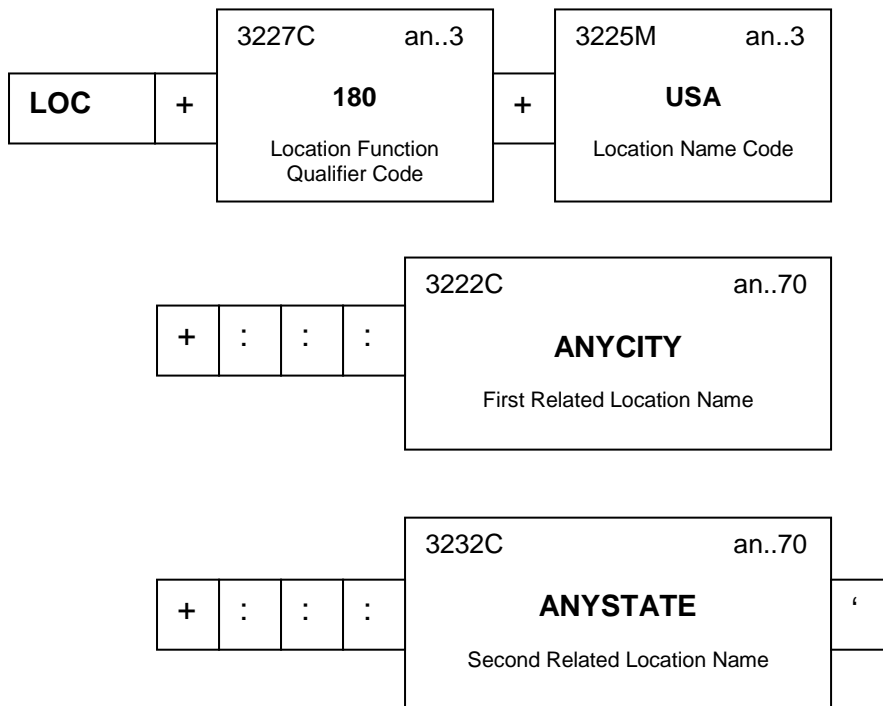 3227C an..3 3225M an..3
LOC + 180 + USA
Location Function Qualifier Code
Location Name Code
3222C an..70
+ : : : ANYCITY
First Related Location Name
3232C an..70
+ : : : ANYSTATE ‘
Second Related Location Name